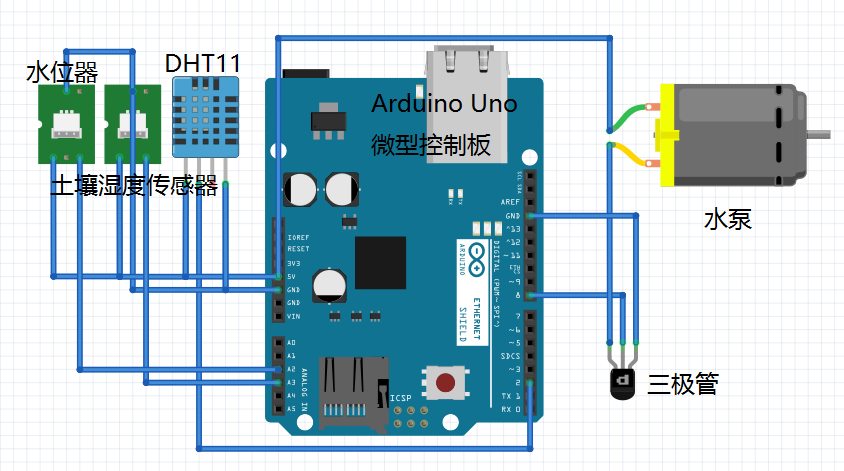 水位器
DHT11
土壤湿度传感器
Arduino Uno
微型控制板
水泵
三极管
IOREF
RESET
3V3
5V
GND
GND
VIN
A0
A1
A2
A3
A4
A5
ANALOG IN
AREF
GND
~13
~12
~11
~9
8
7
~6
~5
SDCS
~3
2
TX 1
RX 0
DIGITAL (PWM~SPI~)
ARDUINO
ETHERNET
SHIELD
ICSP
RX
TX